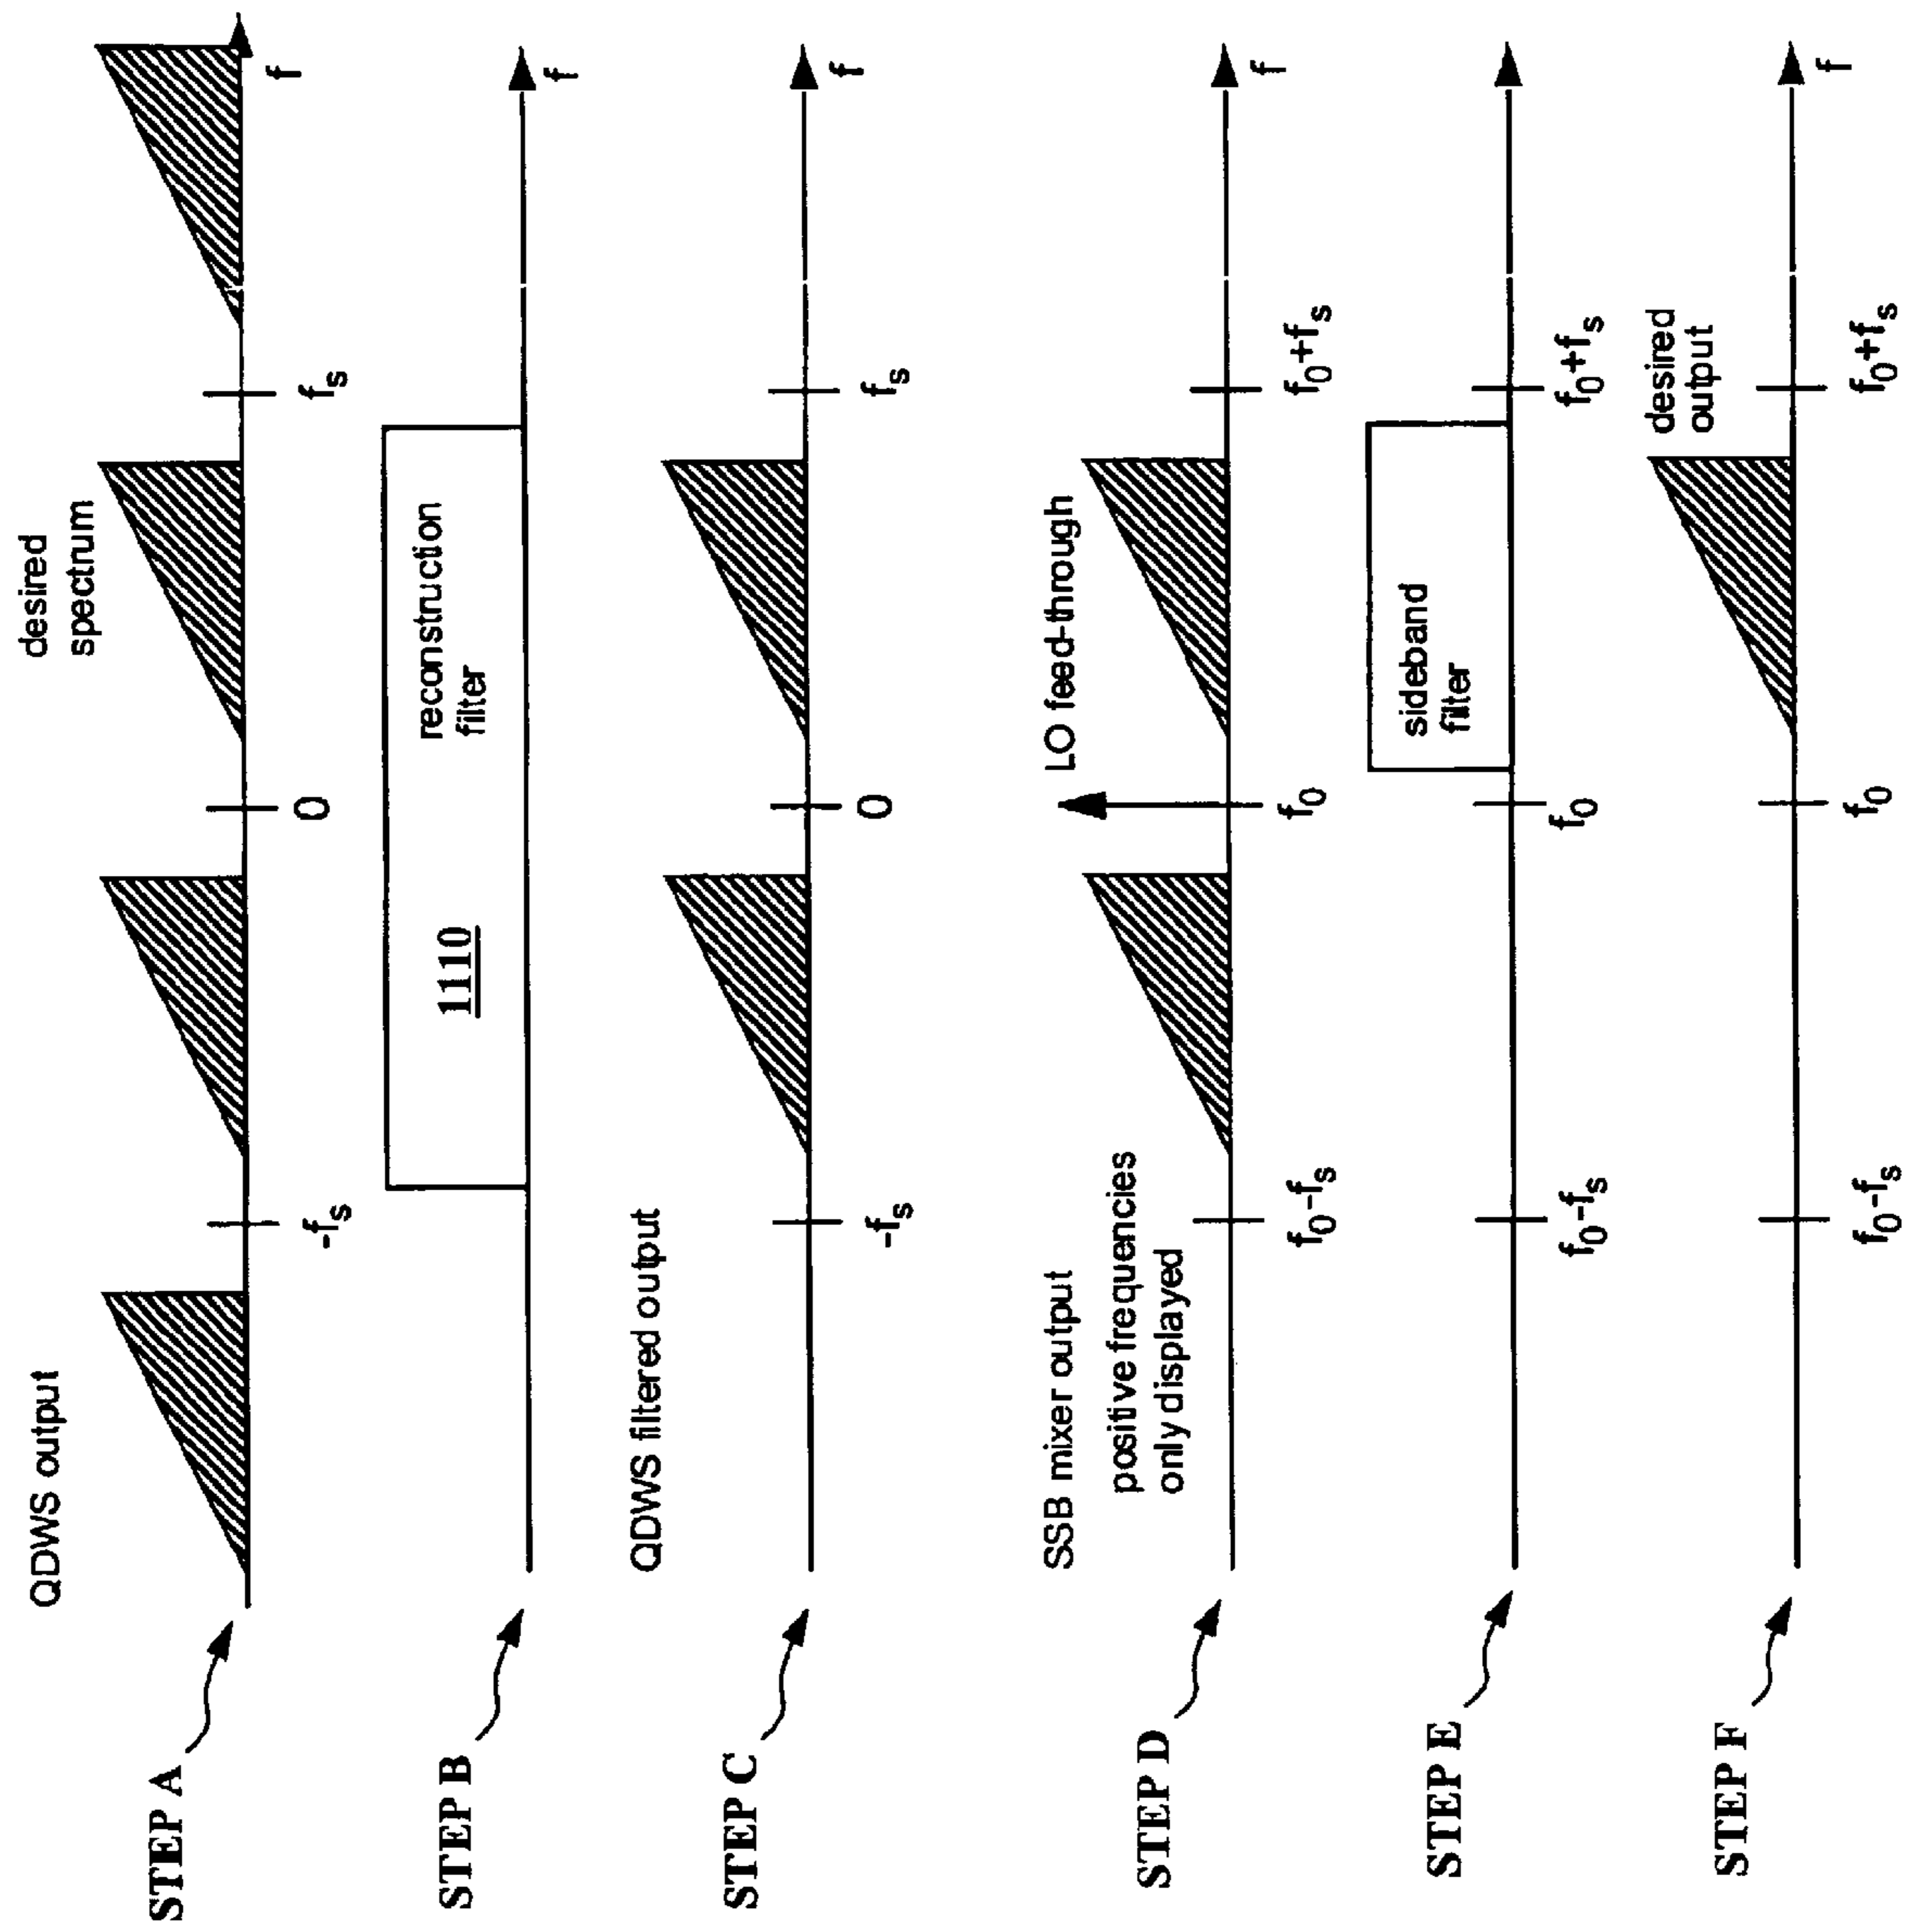 STEP A
QDWS output
desired
spectrum
-fs
0
fs
f
STEP B
1110
reconstruction
filter
f
STEP C
QDWS filtered output
-fs
0
fs
f
STEP D
SSB mixer output
positive frequencies
only displayed
LO feed-through
f0-fs
f0
f0+fs
f
STEP E
sideband
filter
f0-fs
f0
f0+fs
STEP F
desired
output
f0-fs
f0
f0+fs
f